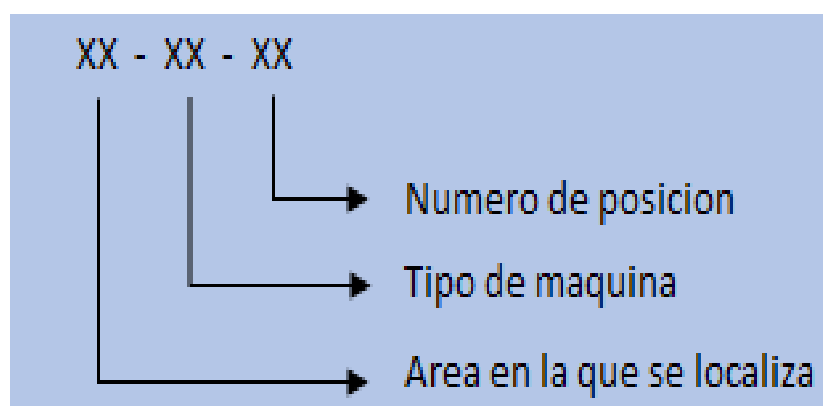 XX - XX - XX
Numero de posicion
Tipo de maquina
Area en la que se localiza